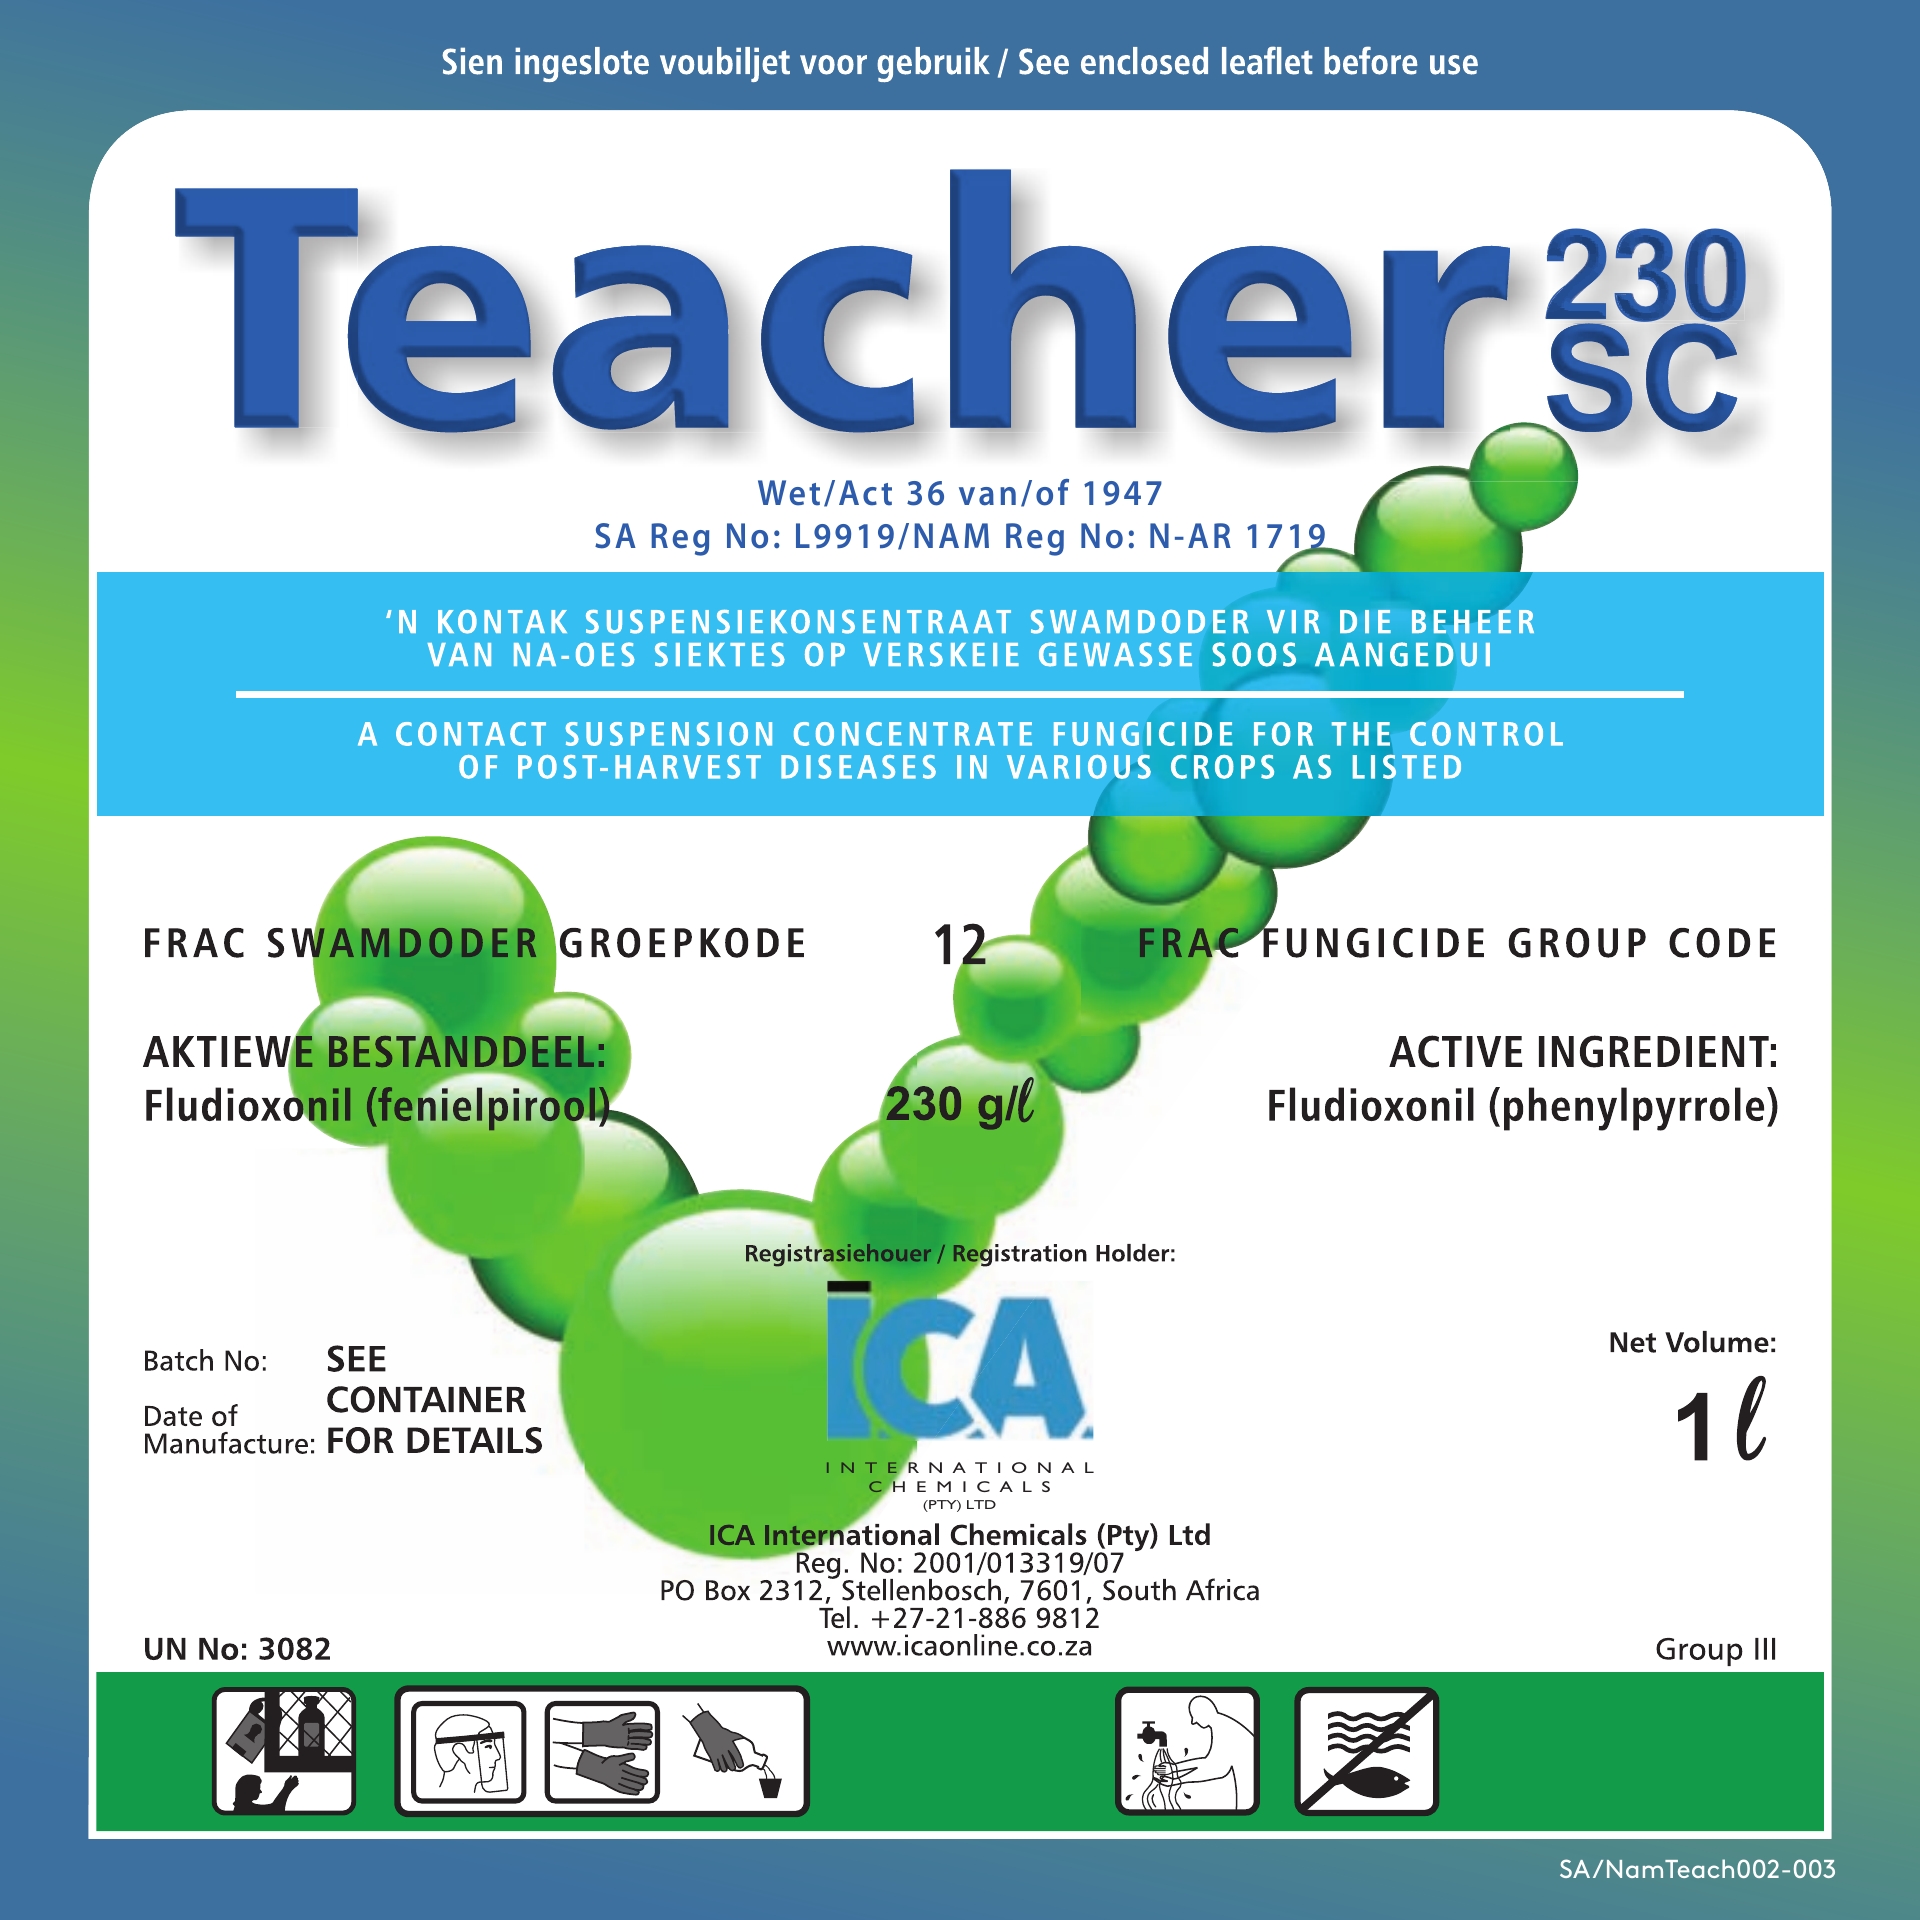 Sien ingeslote voubiljet voor gebruik / See enclosed leaflet before use
Teacher 230 SC
Wet/Act 36 van/of 1947
SA Reg No: L9919/NAM Reg No: N-AR 1719
‘N KONTAK SUSPENSIEKONSENTRAAT SWAMDODER VIR DIE BEHEER
VAN NA-OES SIEKTES OP VERSKEIE GEWASSE SOOS AANGEDUI
A CONTACT SUSPENSION CONCENTRATE FUNGICIDE FOR THE CONTROL
OF POST-HARVEST DISEASES IN VARIOUS CROPS AS LISTED
FRAC SWAMDODER GROEPKODE 12 FRAC FUNGICIDE GROUP CODE
AKTIEWE BESTANDDEEL: ACTIVE INGREDIENT:
Fludioxonil (fenielpirool) 230 g/ℓ Fludioxonil (phenylpyrrole)
Registrasiehouer / Registration Holder:
ICA
INTERNATIONAL
CHEMICALS
(PTY) LTD
Batch No:
Date of
Manufacture:
SEE
CONTAINER
FOR DETAILS
Net Volume:
1 ℓ
ICA International Chemicals (Pty) Ltd
Reg. No: 2001/013319/07
PO Box 2312, Stellenbosch, 7601, South Africa
Tel. +27-21-886 9812
www.icaonline.co.za
UN No: 3082
Group III
SA/NamTeach002-003